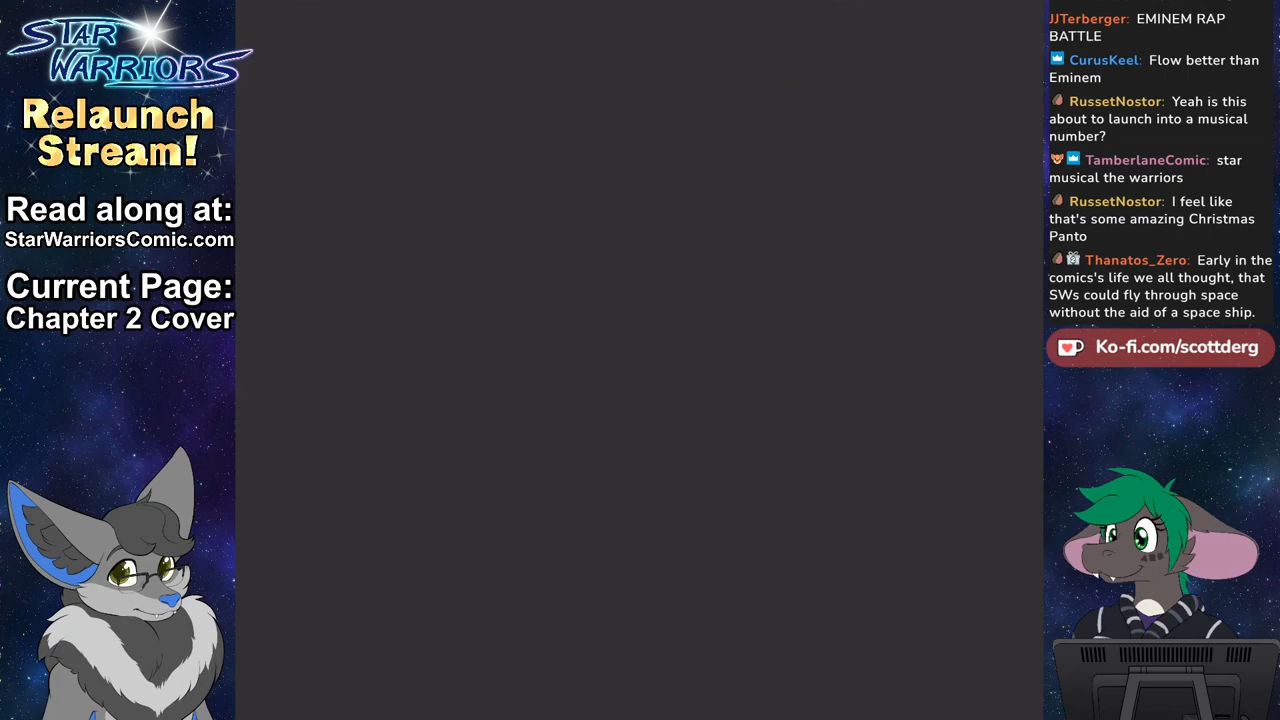 STAR
WARRIORS
Relaunch
Stream!
Read along at:
StarWarriorsComic.com
Current Page:
Chapter 2 Cover
JJTerberger: EMINEM RAP
BATTLE
CurusKeel: Flow better than
Eminem
RussetNostor: Yeah is this
about to launch into a musical
number?
TamberlaneComic: star
musical the warriors
RussetNostor: I feel like
that's some amazing Christmas
Panto
Thanatos_Zero: Early in the
comics's life we all thought, that
SWs could fly through space
without the aid of a space ship.
Ko-fi.com/scottderg